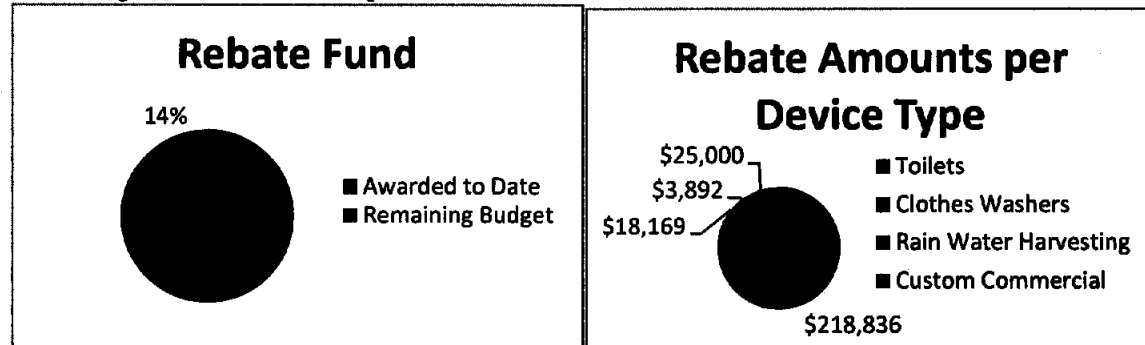 Rebate Fund
14%
■ Awarded to Date
■ Remaining Budget
Rebate Amounts per
Device Type
$25,000
$3,892
$18,169
$218,836
■ Toilets
■ Clothes Washers
■ Rain Water Harvesting
■ Custom Commercial